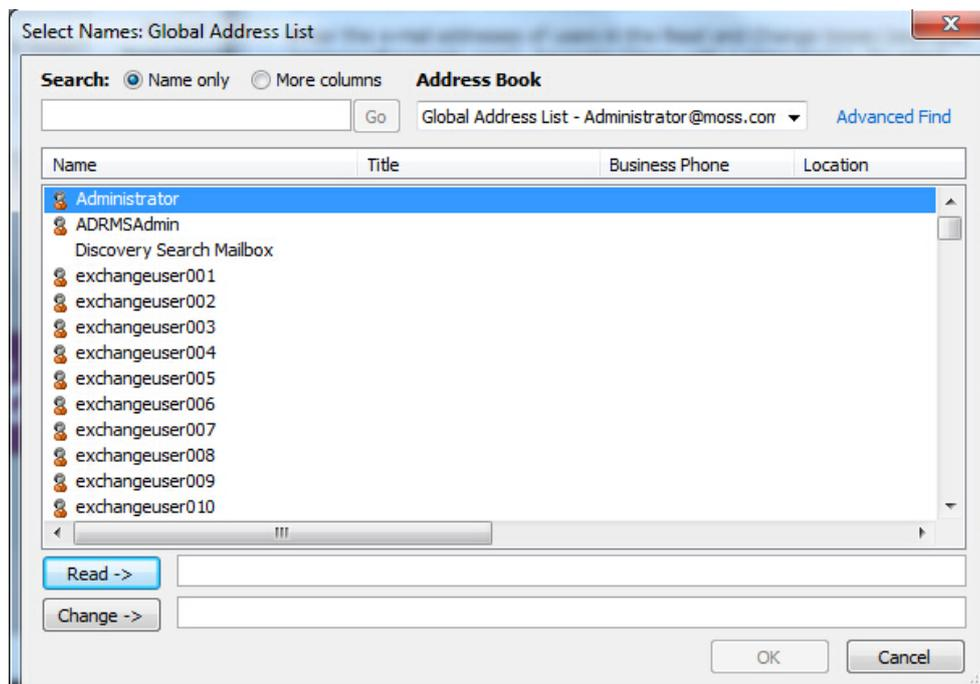 Select Names: Global Address List
Search: Name only More columns Address Book
Go Global Address List - Administrator@moss.com Advanced Find
Name Title Business Phone Location
Administrator
ADRMSAdmin
Discovery Search Mailbox
exchangeuser001
exchangeuser002
exchangeuser003
exchangeuser004
exchangeuser005
exchangeuser006
exchangeuser007
exchangeuser008
exchangeuser009
exchangeuser010
Read ->
Change ->
OK Cancel